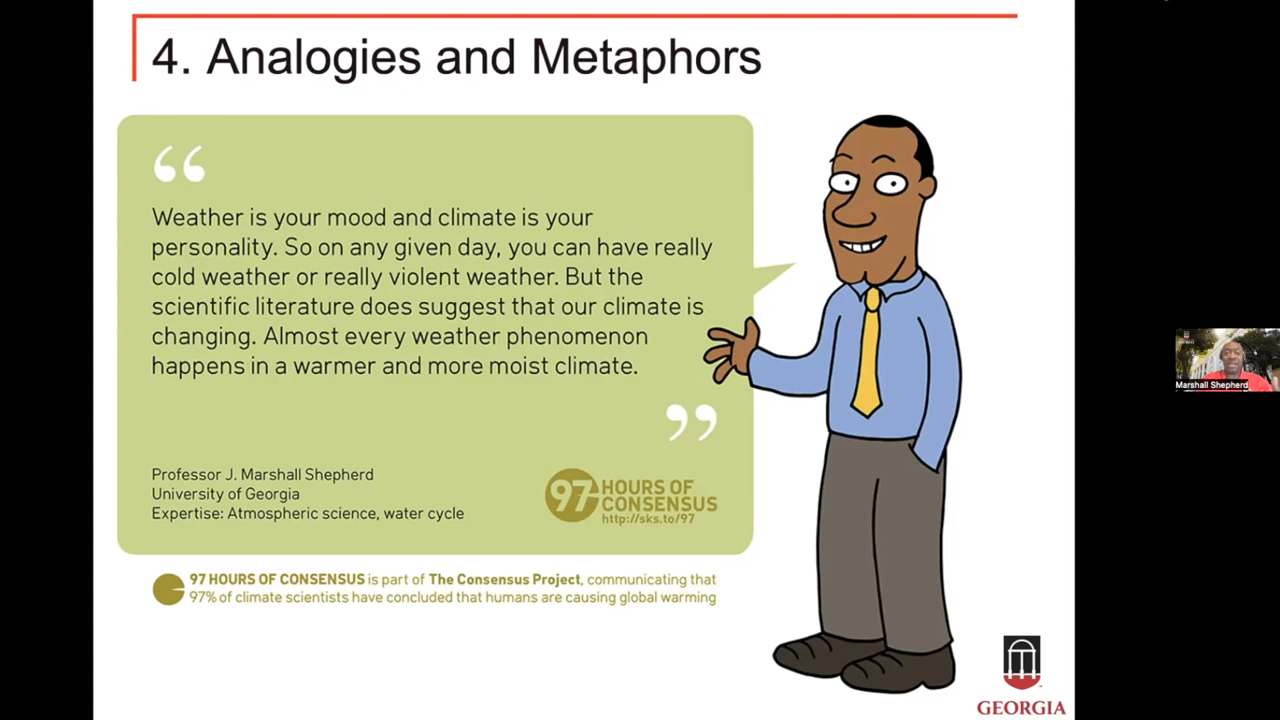 4. Analogies and Metaphors
“
Weather is your mood and climate is your
personality. So on any given day, you can have really
cold weather or really violent weather. But the
scientific literature does suggest that our climate is
changing. Almost every weather phenomenon
happens in a warmer and more moist climate.
”
Professor J. Marshall Shepherd
University of Georgia
Expertise: Atmospheric science, water cycle
97 HOURS OF
CONSENSUS
http://sks.to/97
97 HOURS OF CONSENSUS is part of The Consensus Project, communicating that
97% of climate scientists have concluded that humans are causing global warming
GEORGIA
Marshall Shepherd